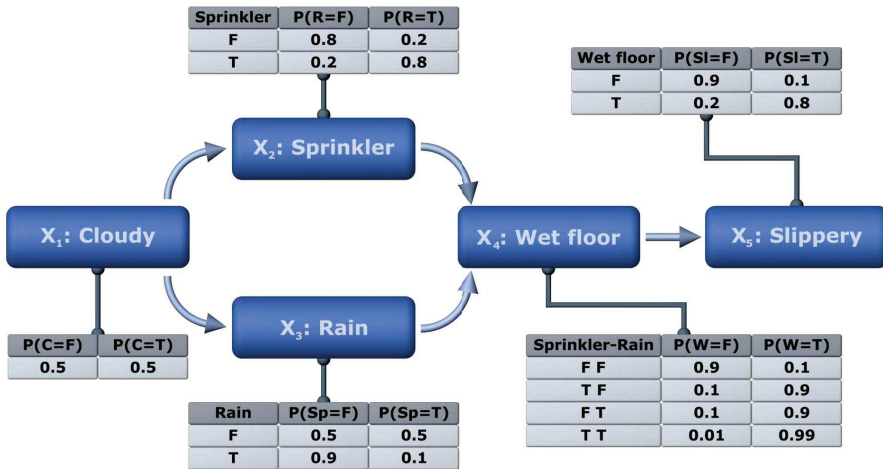 Sprinkler P(R=F) P(R=T)
F 0.8 0.2
T 0.2 0.8
Wet floor P(Sl=F) P(Sl=T)
F 0.9 0.1
T 0.2 0.8
X2: Sprinkler
X1: Cloudy
X4: Wet floor
X5: Slippery
X3: Rain
P(C=F) P(C=T)
0.5 0.5
Sprinkler-Rain P(W=F) P(W=T)
F F 0.9 0.1
T F 0.1 0.9
F T 0.1 0.9
T T 0.01 0.99
Rain P(Sp=F) P(Sp=T)
F 0.5 0.5
T 0.9 0.1